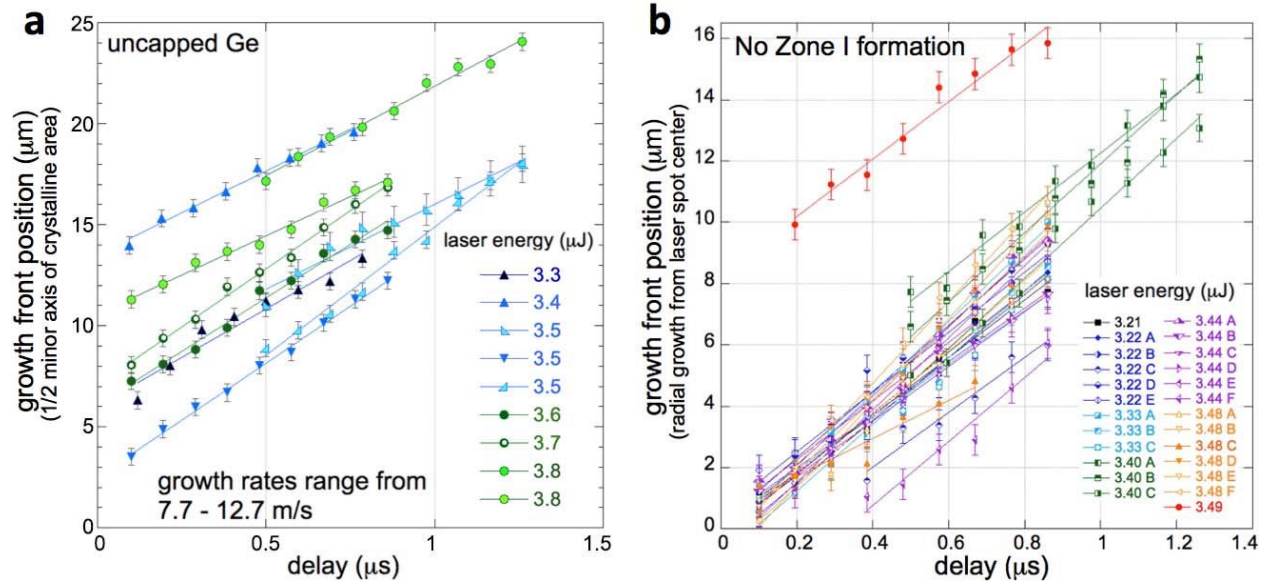 a
uncapped Ge
growth front position (μm)
(1/2 minor axis of crystalline area)
25
20
15
10
5
0
laser energy (μJ)
3.3
3.4
3.5
3.5
3.5
3.6
3.7
3.8
3.8
growth rates range from
7.7 - 12.7 m/s
0
0.5
1
1.5
delay (μs)
b
No Zone I formation
growth front position (μm)
(radial growth from laser spot center)
16
14
12
10
8
6
4
2
0
laser energy (μJ)
3.21
3.22 A
3.22 B
3.22 C
3.22 D
3.22 E
3.33 A
3.33 B
3.33 C
3.40 A
3.40 B
3.40 C
3.44 A
3.44 B
3.44 C
3.44 D
3.44 E
3.44 F
3.48 A
3.48 B
3.48 C
3.48 D
3.48 E
3.48 F
3.49
0
0.2
0.4
0.6
0.8
1
1.2
1.4
delay (μs)